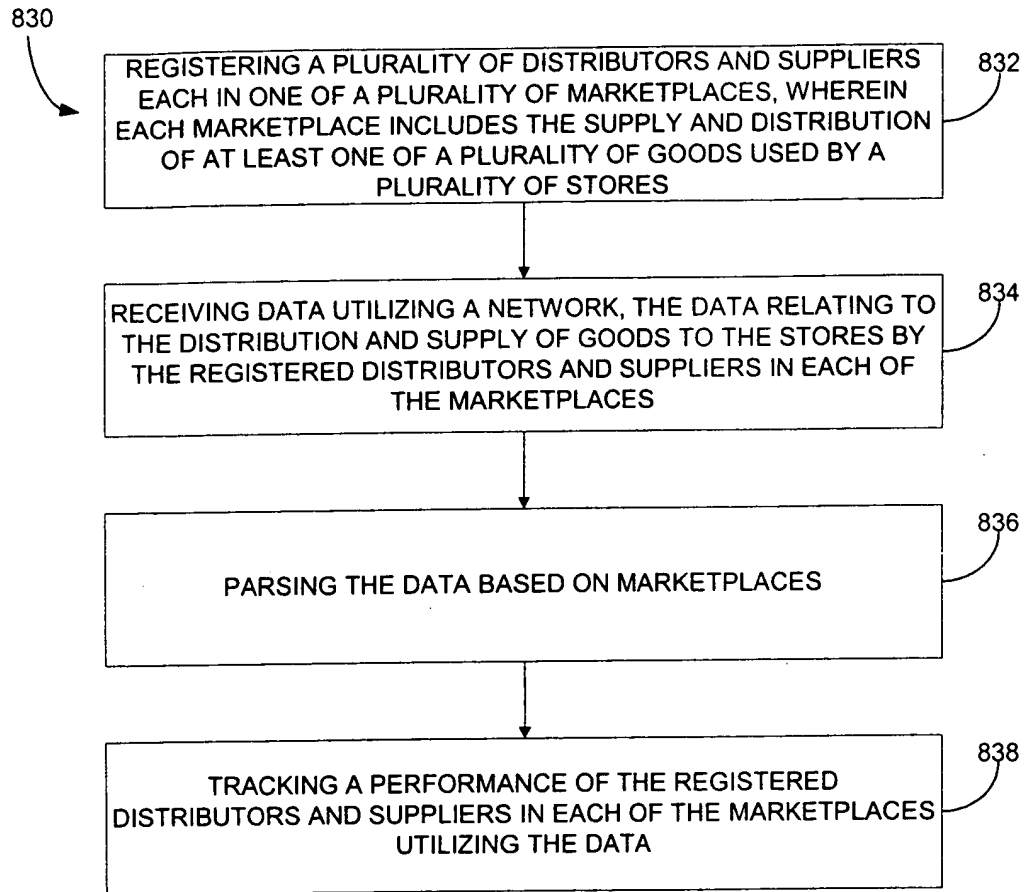 830
REGISTERING A PLURALITY OF DISTRIBUTORS AND SUPPLIERS
EACH IN ONE OF A PLURALITY OF MARKETPLACES, WHEREIN
EACH MARKETPLACE INCLUDES THE SUPPLY AND DISTRIBUTION
OF AT LEAST ONE OF A PLURALITY OF GOODS USED BY A
PLURALITY OF STORES
832
RECEIVING DATA UTILIZING A NETWORK, THE DATA RELATING TO
THE DISTRIBUTION AND SUPPLY OF GOODS TO THE STORES BY
THE REGISTERED DISTRIBUTORS AND SUPPLIERS IN EACH OF
THE MARKETPLACES
834
PARSING THE DATA BASED ON MARKETPLACES
836
TRACKING A PERFORMANCE OF THE REGISTERED
DISTRIBUTORS AND SUPPLIERS IN EACH OF THE MARKETPLACES
UTILIZING THE DATA
838